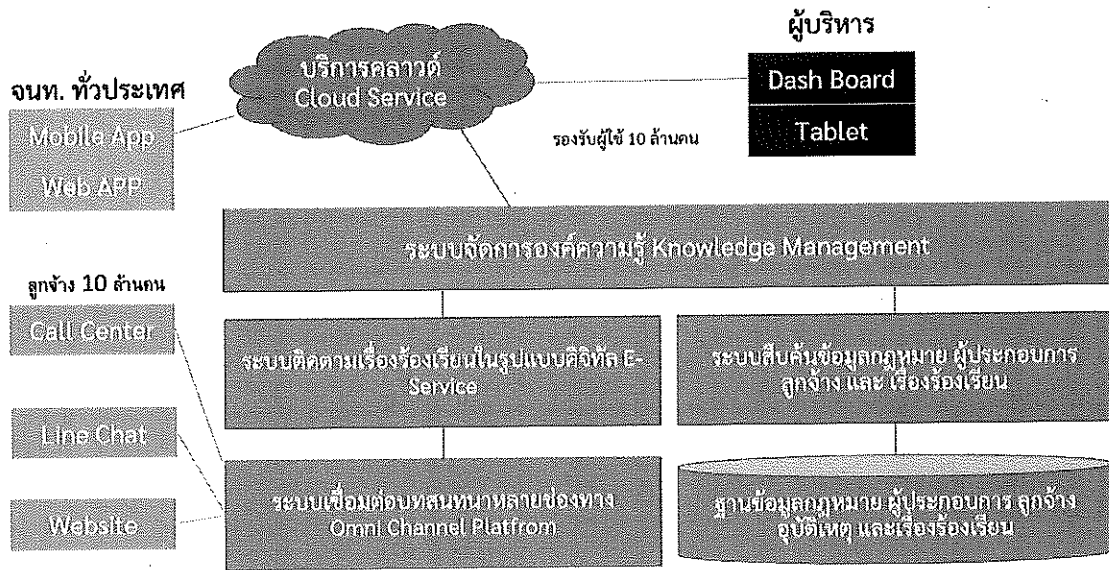 ผู้บริหาร
บริการคลาวด์
Cloud Service
Dash Board
Tablet
จนท. ทั่วประเทศ
Mobile App
Web APP
รองรับผู้ใช้ 10 ล้านคน
ระบบจัดการองค์ความรู้ Knowledge Management
ลูกจ้าง 10 ล้านคน
Call Center
Line Chat
Website
ระบบติดตามเรื่องร้องเรียนในรูปแบบดิจิทัล E-
Service
ระบบสืบค้นข้อมูลกฎหมาย ผู้ประกอบการ
ลูกจ้าง และ เรื่องร้องเรียน
ระบบเชื่อมต่อบทสนทนาหลายช่องทาง
Omni Channel Platfrom
ฐานข้อมูลกฎหมาย ผู้ประกอบการ ลูกจ้าง
อุบัติเหตุ และเรื่องร้องเรียน